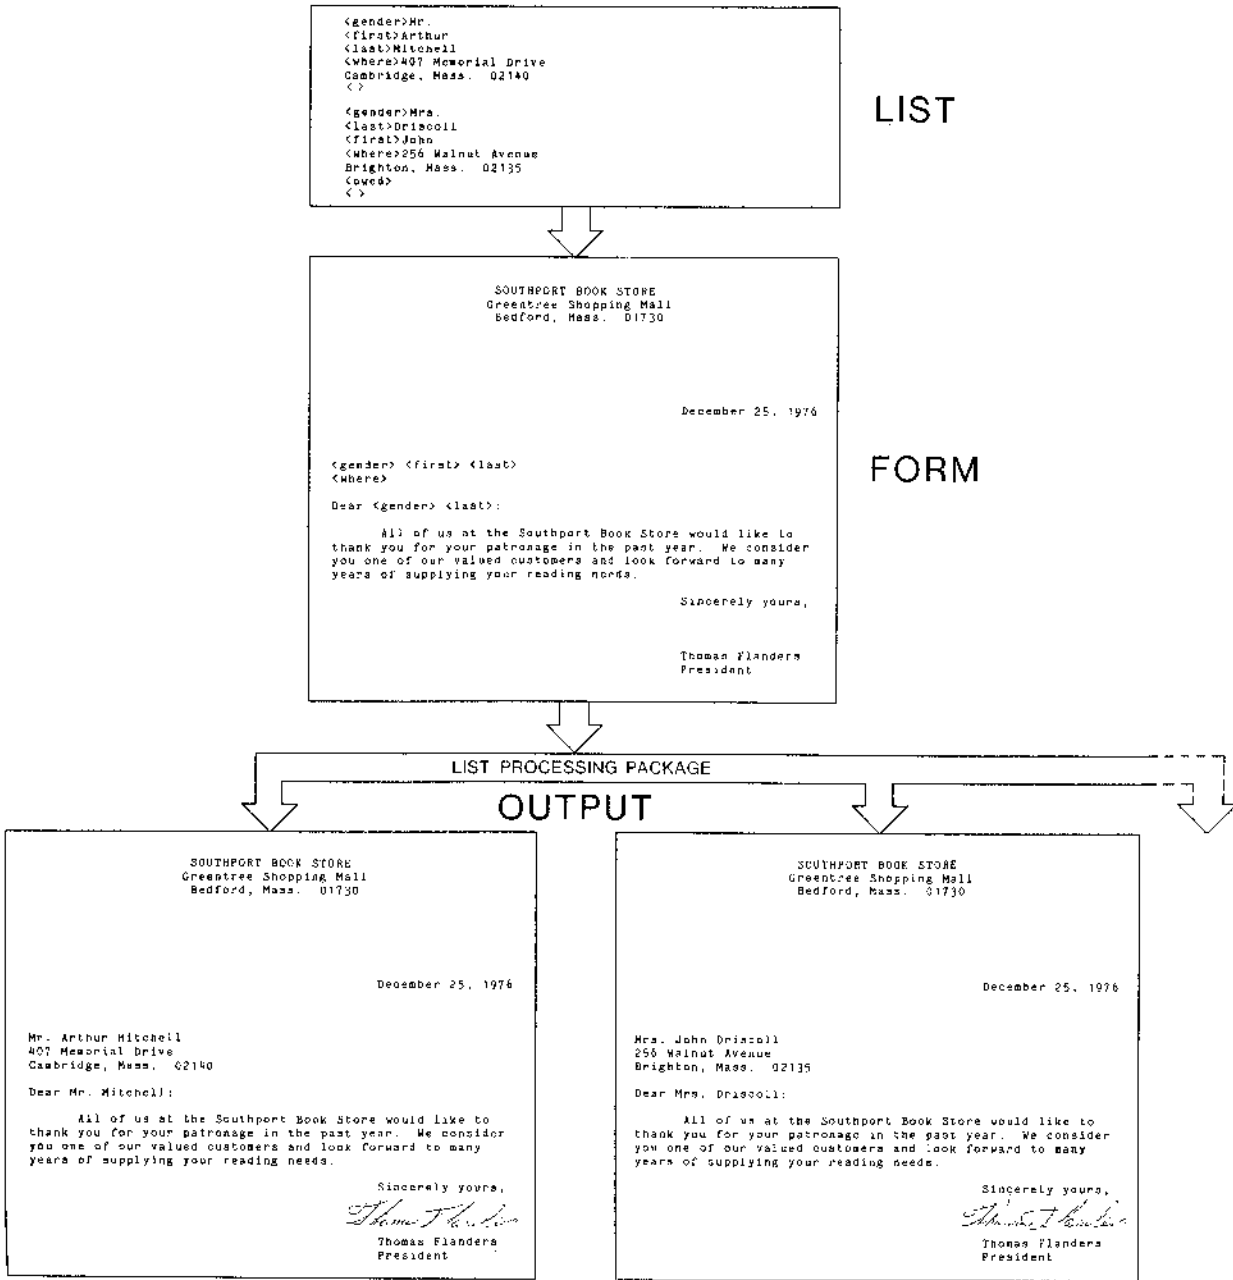 <gender>Mr.
<first>Arthur
<last>Mitchell
<where>407 Memorial Drive
Cambridge, Mass. 02140
<>
<gender>Mrs.
<last>Driscoll
<first>John
<where>256 Walnut Avenue
Brighton, Mass. 02135
<owed>
<>
LIST
SOUTHPORT BOOK STORE
Greentree Shopping Mall
Bedford, Mass. 01730
December 25, 1976
<gender> <first> <last>
<where>
Dear <gender> <last>:
All of us at the Southport Book Store would like to
thank you for your patronage in the past year. We consider
you one of our valued customers and look forward to many
years of supplying your reading needs.
Sincerely yours,
Thomas Flanders
President
FORM
LIST PROCESSING PACKAGE
OUTPUT
SOUTHPORT BOOK STORE
Greentree Shopping Mall
Bedford, Mass. 01730
December 25, 1976
Mr. Arthur Mitchell
407 Memorial Drive
Cambridge, Mass. 02140
Dear Mr. Mitchell:
All of us at the Southport Book Store would like to
thank you for your patronage in the past year. We consider
you one of our valued customers and look forward to many
years of supplying your reading needs.
Sincerely yours,
Thomas Flanders
Thomas Flanders
President
SOUTHPORT BOOK STORE
Greentree Shopping Mall
Bedford, Mass. 01730
December 25, 1976
Mrs. John Driscoll
256 Walnut Avenue
Brighton, Mass. 02135
Dear Mrs. Driscoll:
All of us at the Southport Book Store would like to
thank you for your patronage in the past year. We consider
you one of our valued customers and look forward to many
years of supplying your reading needs.
Sincerely yours,
Thomas Flanders
Thomas Flanders
President